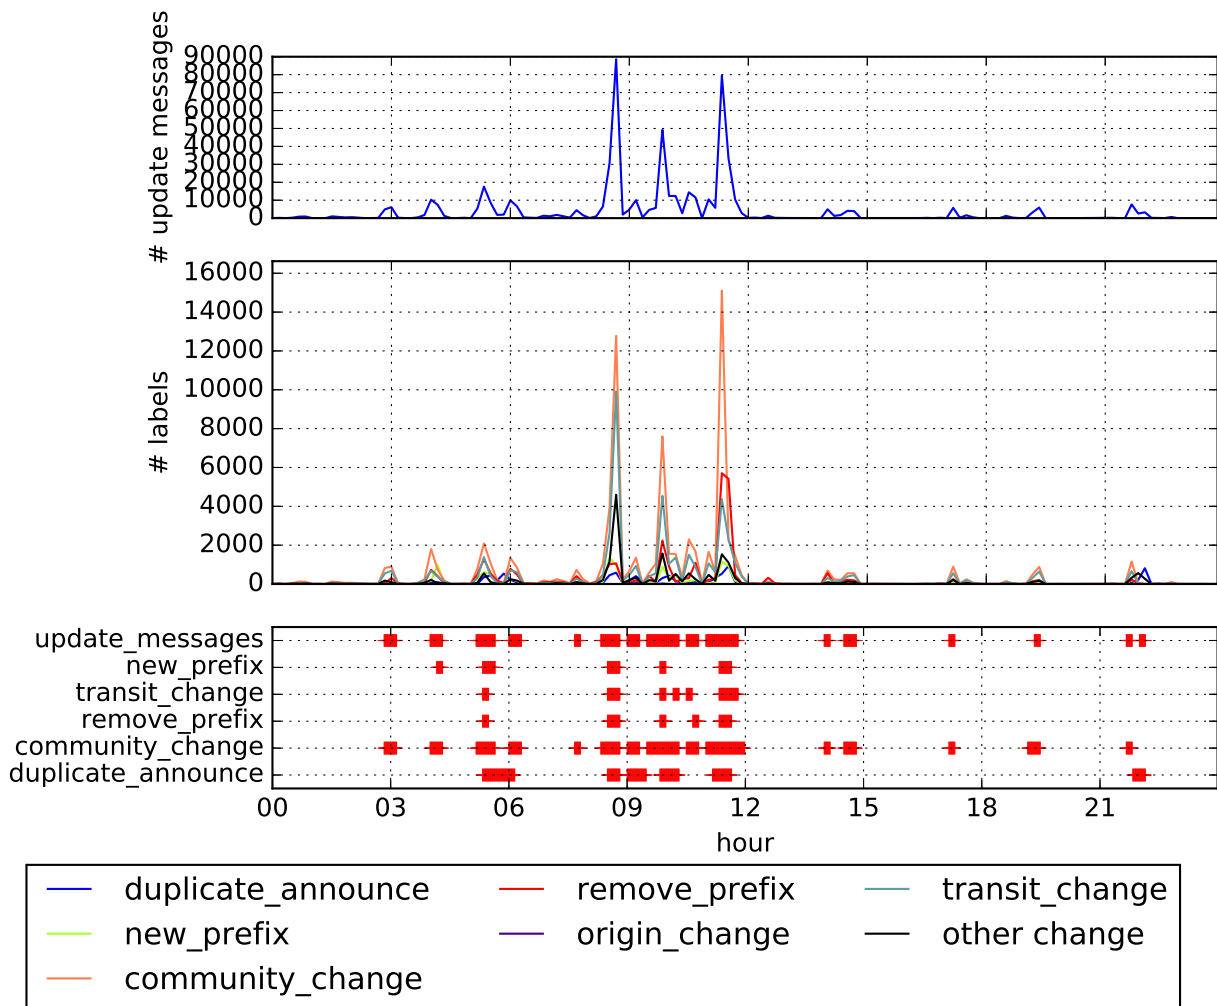 # update messages
90000
80000
70000
60000
50000
40000
30000
20000
10000
0
# labels
16000
14000
12000
10000
8000
6000
4000
2000
0
update_messages
new_prefix
transit_change
remove_prefix
community_change
duplicate_announce
00 03 06 09 12 15 18 21
hour
duplicate_announce remove_prefix transit_change
new_prefix origin_change other change
community_change